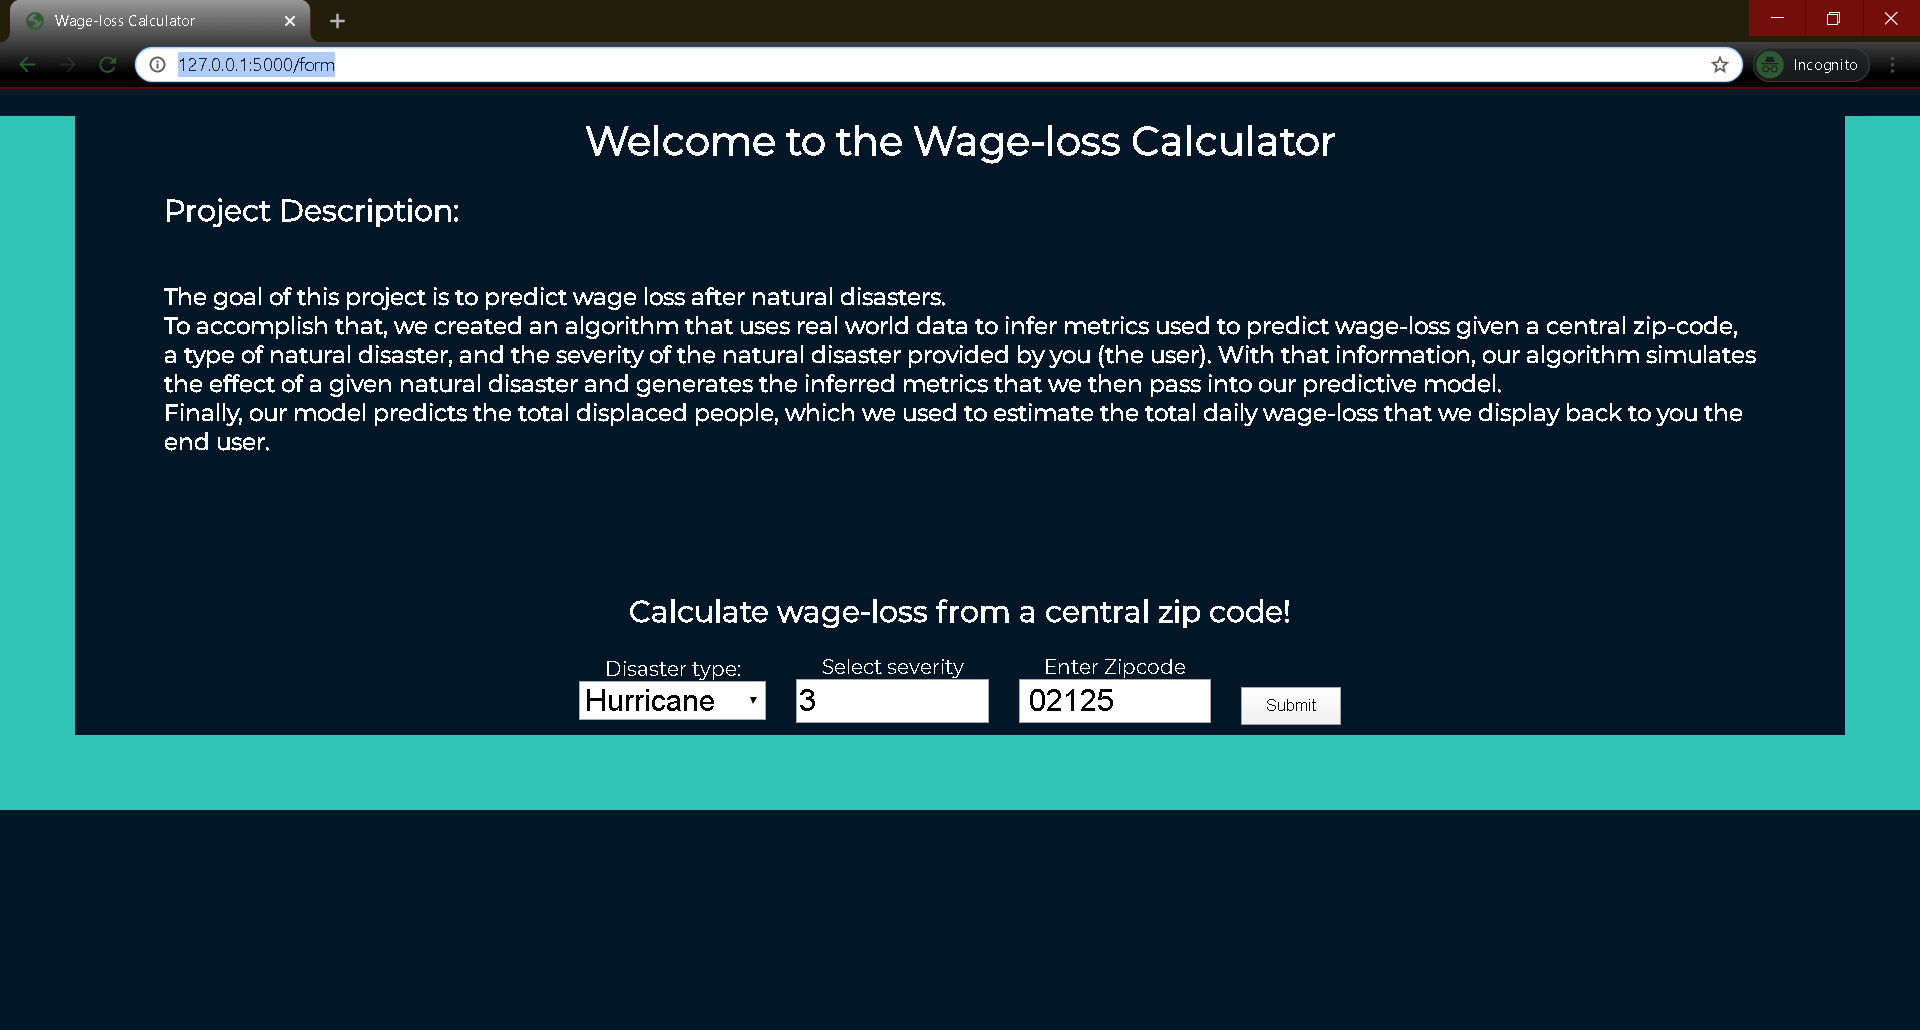 Wage-loss Calculator
127.0.0.1:5000/form
Incognito
Welcome to the Wage-loss Calculator
Project Description:
The goal of this project is to predict wage loss after natural disasters.
To accomplish that, we created an algorithm that uses real world data to infer metrics used to predict wage-loss given a central zip-code,
a type of natural disaster, and the severity of the natural disaster provided by you (the user). With that information, our algorithm simulates
the effect of a given natural disaster and generates the inferred metrics that we then pass into our predictive model.
Finally, our model predicts the total displaced people, which we used to estimate the total daily wage-loss that we display back to you the
end user.
Calculate wage-loss from a central zip code!
Disaster type: Select severity Enter Zipcode
Hurricane 3 02125 Submit